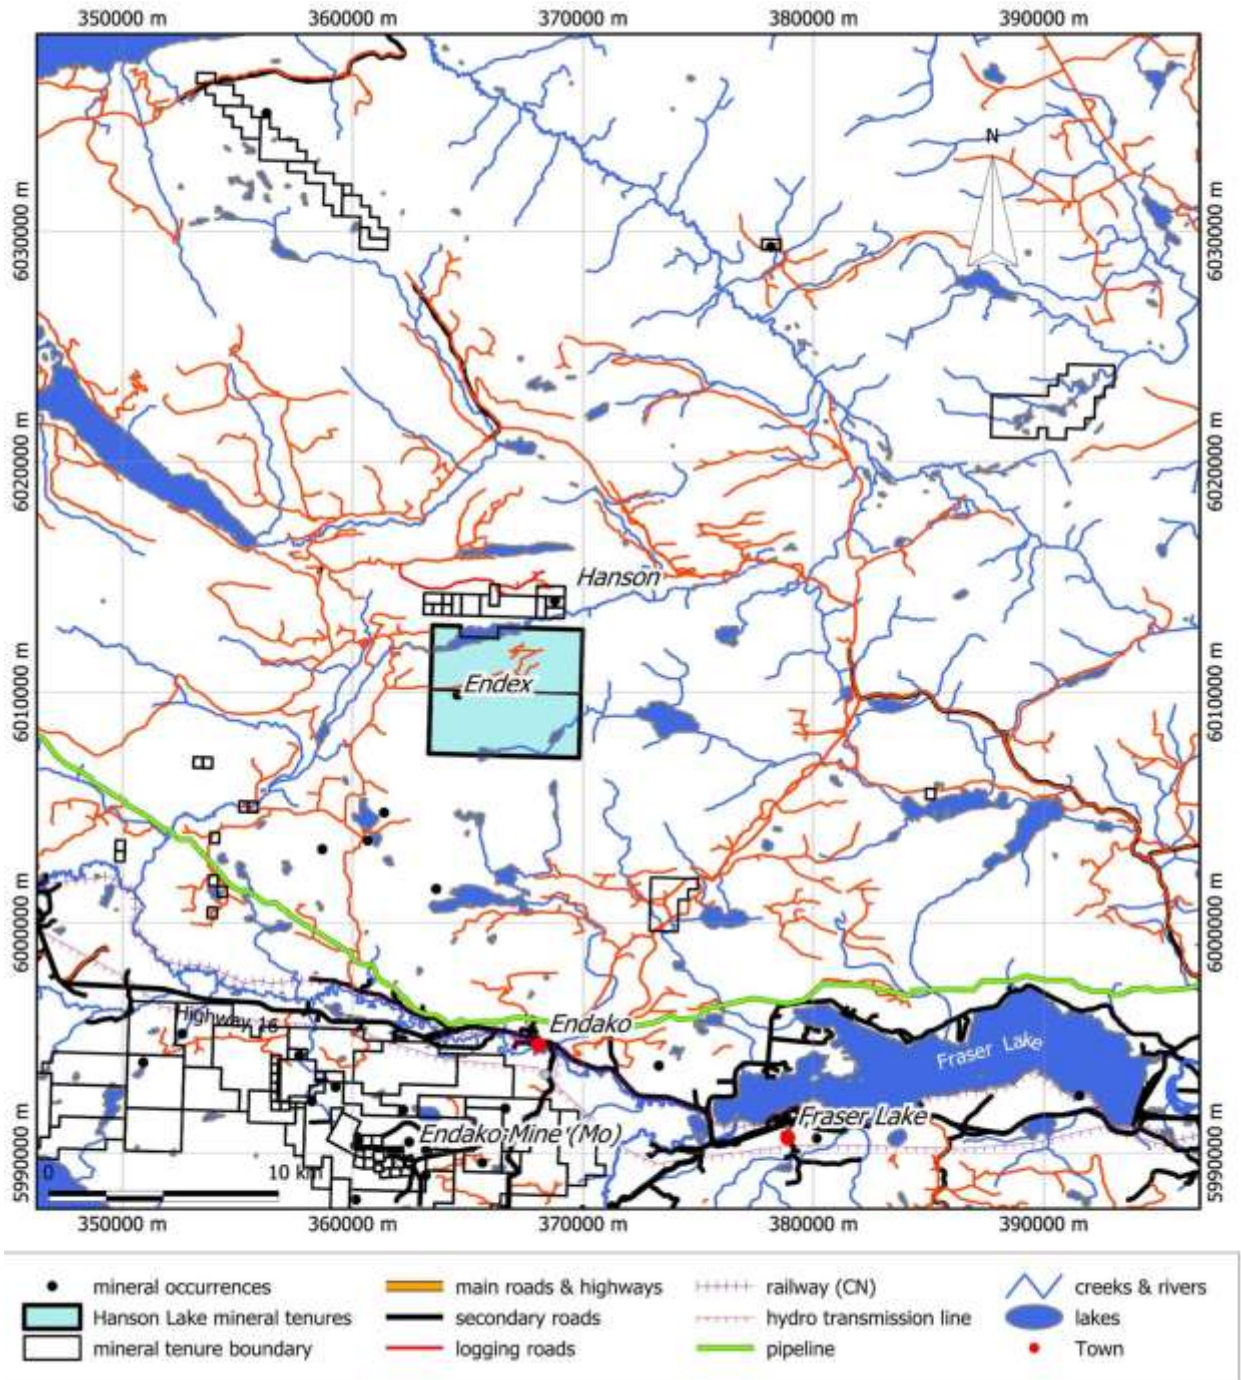 350000 m 360000 m 370000 m 380000 m 390000 m
N
6030000 m 6030000 m
6020000 m 6020000 m
Hanson
Endex
6010000 m 6010000 m
6000000 m 6000000 m
Highway 16
Endako
Fraser Lake
Fraser Lake
Endako Mine (Mo)
5990000 m 5990000 m
0 10 km
350000 m 360000 m 370000 m 380000 m 390000 m
mineral occurrences main roads & highways railway (CN) creeks & rivers
Hanson Lake mineral tenures secondary roads hydro transmission line lakes
mineral tenure boundary logging roads pipeline Town